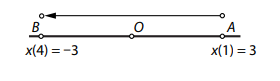 B O A
x(4) = −3 x(1) = 3